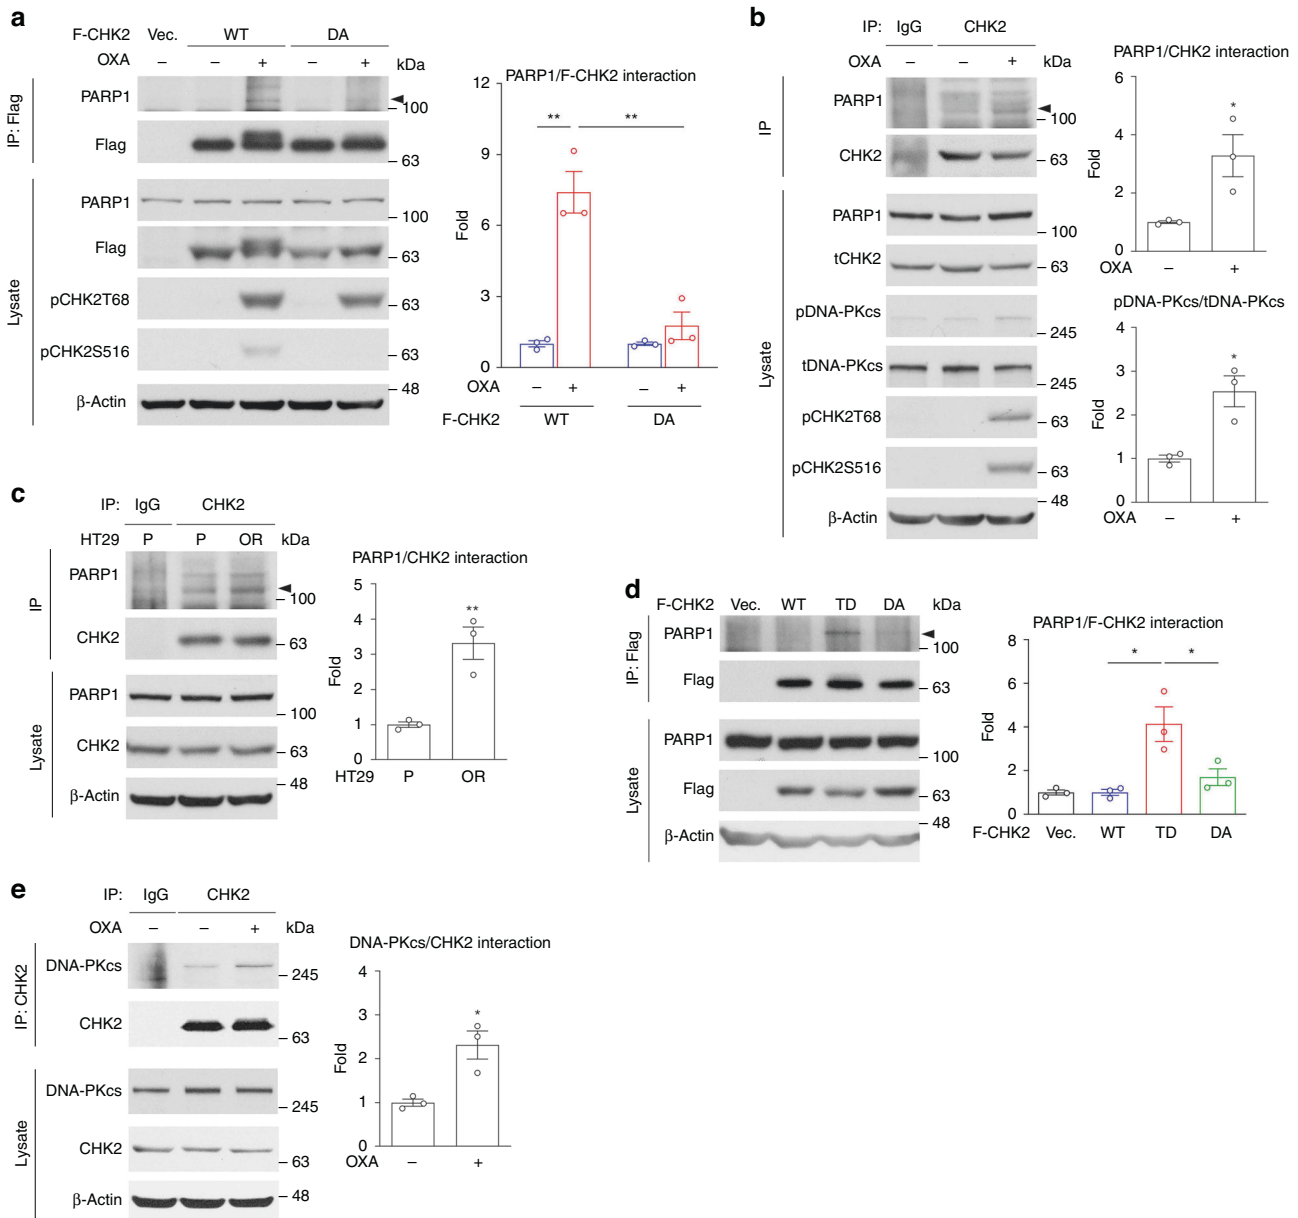 a
F-CHK2 Vec. WT DA
OXA – – + – + kDa
IP: Flag
PARP1
100
Flag
63
Lysate
PARP1
100
Flag
63
pCHK2T68
63
pCHK2S516
63
48
β-Actin
PARP1/F-CHK2 interaction
12
9
6
3
0
Fold
** **
OXA – + – +
F-CHK2 WT DA
b
IP: IgG CHK2
OXA – – + kDa
IP
PARP1
100
CHK2
63
Lysate
PARP1
100
tCHK2
63
pDNA-PKcs
245
tDNA-PKcs
245
pCHK2T68
63
pCHK2S516
63
48
β-Actin
PARP1/CHK2 interaction
6
4
2
0
Fold
*
OXA – +
pDNA-PKcs/tDNA-PKcs
4
3
2
1
0
Fold
*
OXA – +
c
IP: IgG CHK2
HT29 P P OR kDa
IP
PARP1
100
CHK2
63
Lysate
PARP1
100
CHK2
63
48
β-Actin
PARP1/CHK2 interaction
5
4
3
2
1
0
Fold
**
HT29 P OR
d
F-CHK2 Vec. WT TD DA kDa
IP: Flag
PARP1
100
Flag
63
Lysate
PARP1
100
Flag
63
48
β-Actin
PARP1/F-CHK2 interaction
8
6
4
2
0
Fold
* *
F-CHK2 Vec. WT TD DA
e
IP: IgG CHK2
OXA – – + kDa
IP: CHK2
DNA-PKcs
245
CHK2
63
Lysate
DNA-PKcs
245
CHK2
63
48
β-Actin
DNA-PKcs/CHK2 interaction
4
3
2
1
0
Fold
*
OXA – +